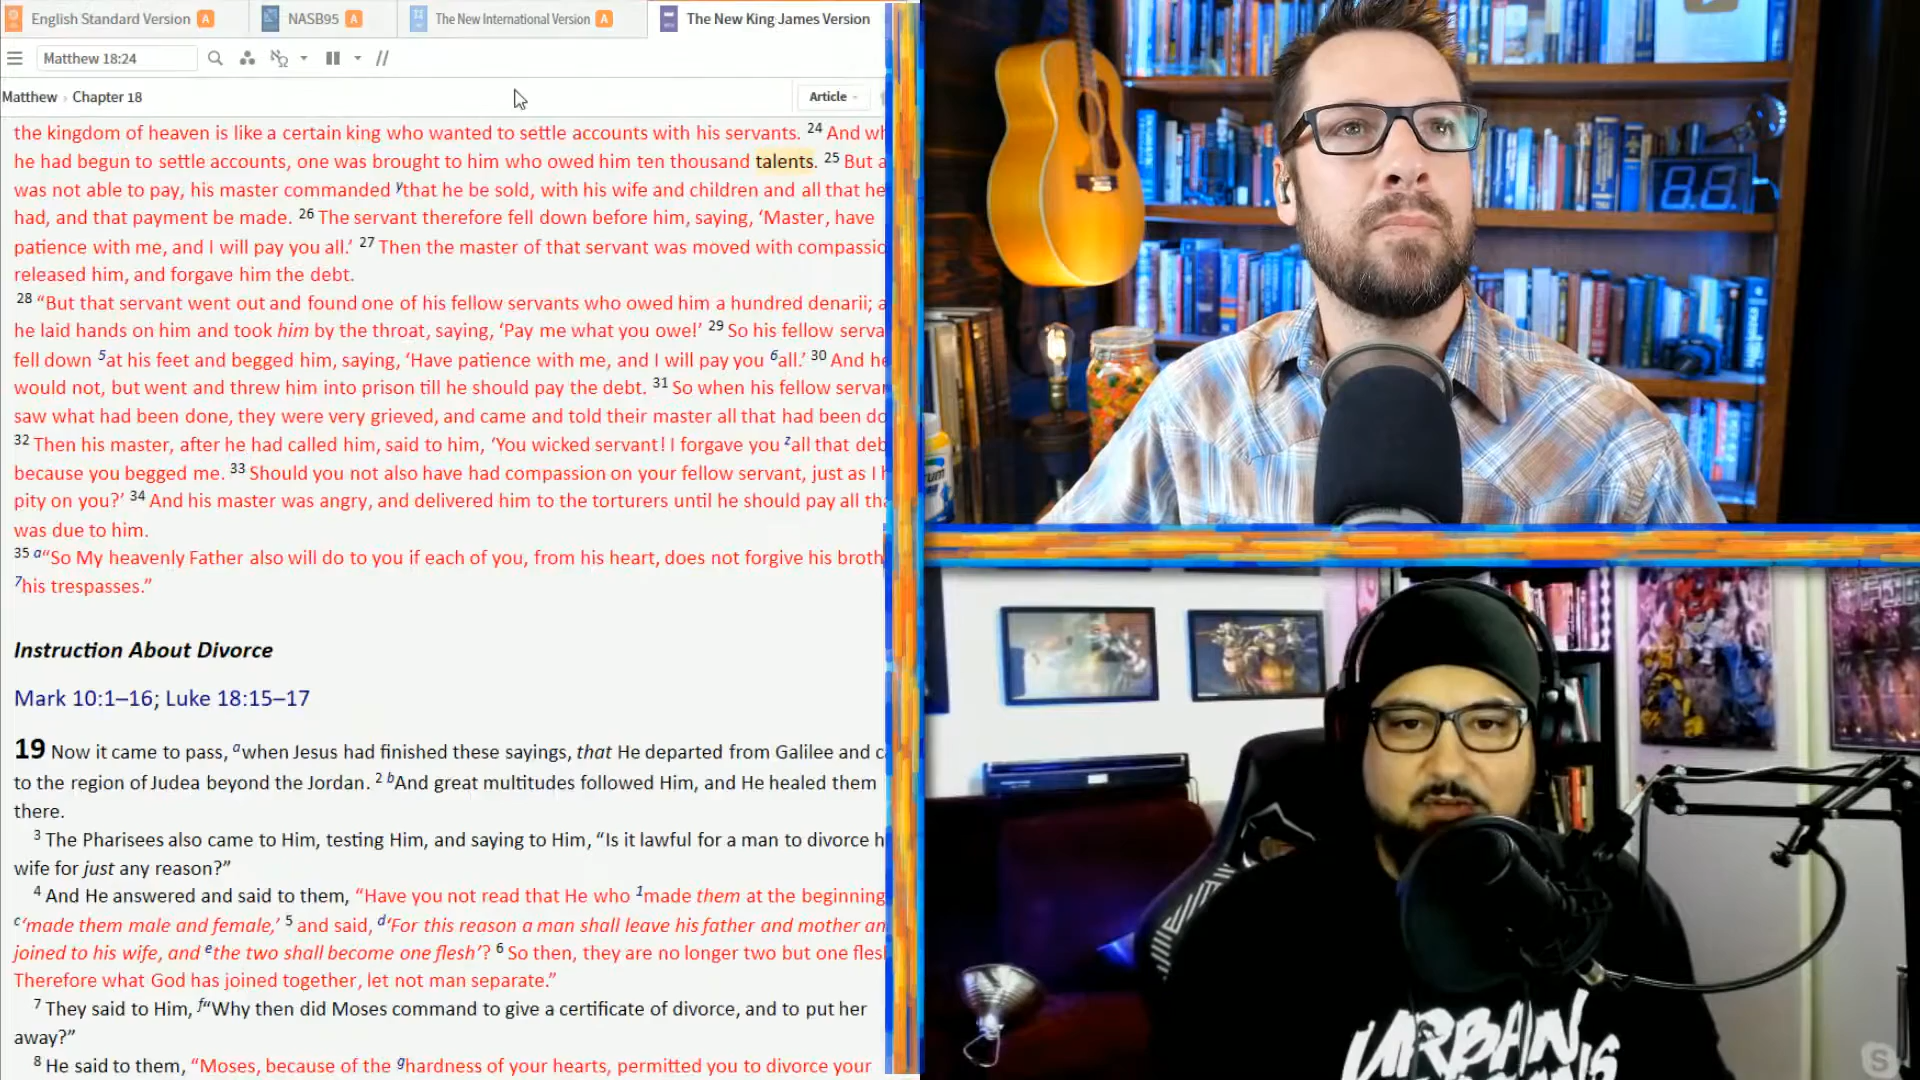 English Standard Version A
NASB95 A
The New International Version A
The New King James Version
Matthew 18:24
Matthew › Chapter 18
Article
the kingdom of heaven is like a certain king who wanted to settle accounts with his servants. 24 And wh
he had begun to settle accounts, one was brought to him who owed him ten thousand talents. 25 But a
was not able to pay, his master commanded y that he be sold, with his wife and children and all that he
had, and that payment be made. 26 The servant therefore fell down before him, saying, ‘Master, have
patience with me, and I will pay you all.’ 27 Then the master of that servant was moved with compassio
released him, and forgave him the debt.
28 “But that servant went out and found one of his fellow servants who owed him a hundred denarii; a
he laid hands on him and took him by the throat, saying, ‘Pay me what you owe!’ 29 So his fellow serva
fell down 5 at his feet and begged him, saying, ‘Have patience with me, and I will pay you 6 all.’ 30 And he
would not, but went and threw him into prison till he should pay the debt. 31 So when his fellow servan
saw what had been done, they were very grieved, and came and told their master all that had been do
32 Then his master, after he had called him, said to him, ‘You wicked servant! I forgave you z all that deb
because you begged me. 33 Should you not also have had compassion on your fellow servant, just as I h
pity on you?’ 34 And his master was angry, and delivered him to the torturers until he should pay all tha
was due to him.
35 a “So My heavenly Father also will do to you if each of you, from his heart, does not forgive his broth
7 his trespasses.”
Instruction About Divorce
Mark 10:1–16; Luke 18:15–17
19 Now it came to pass, a when Jesus had finished these sayings, that He departed from Galilee and c
to the region of Judea beyond the Jordan. 2 b And great multitudes followed Him, and He healed them
there.
3 The Pharisees also came to Him, testing Him, and saying to Him, “Is it lawful for a man to divorce h
wife for just any reason?”
4 And He answered and said to them, “Have you not read that He who 1 made them at the beginning
c ‘made them male and female,’ 5 and said, d ‘For this reason a man shall leave his father and mother an
joined to his wife, and e the two shall become one flesh’? 6 So then, they are no longer two but one flesh
Therefore what God has joined together, let not man separate.”
7 They said to Him, f “Why then did Moses command to give a certificate of divorce, and to put her
away?”
8 He said to them, “Moses, because of the g hardness of your hearts, permitted you to divorce your
88
URBAN